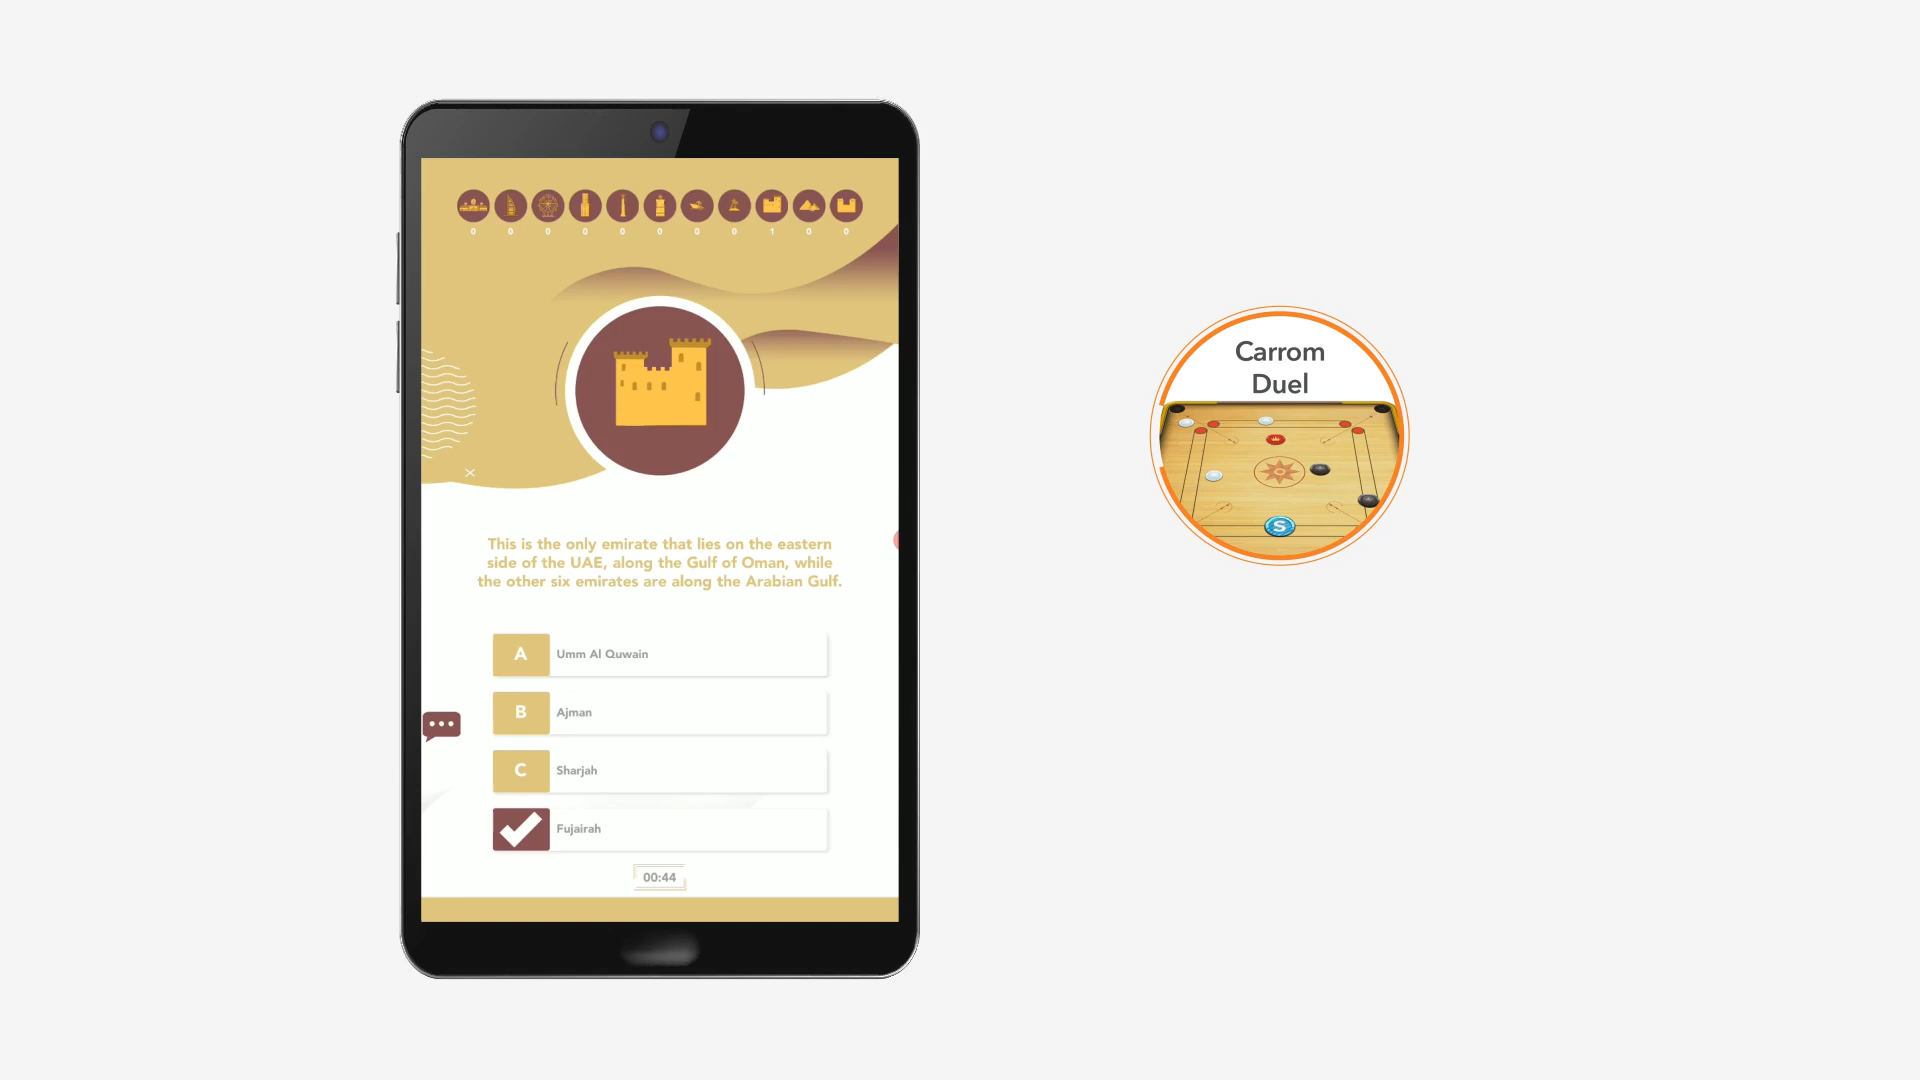 0 0 0 0 0 0 0 0 1 0 0
This is the only emirate that lies on the eastern
side of the UAE, along the Gulf of Oman, while
the other six emirates are along the Arabian Gulf.
A Umm Al Quwain
B Ajman
C Sharjah
Fujairah
00:44
Carrom
Duel
S